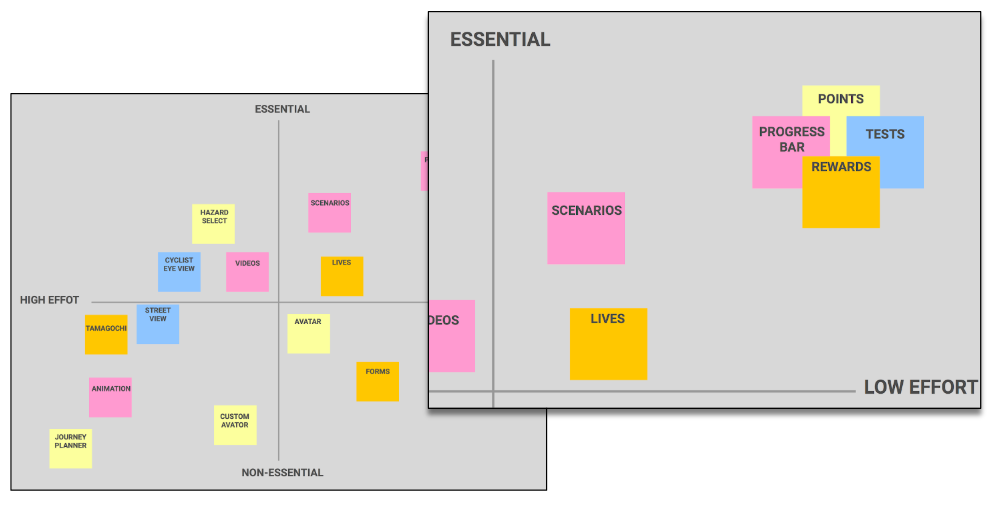 ESSENTIAL
HAZARD
SELECT
SCENARIOS
CYCLIST
EYE VIEW
VIDEOS
LIVES
HIGH EFFOT
STREET
VIEW
TAMAGOCHI
AVATAR
ANIMATION
FORMS
CUSTOM
AVATOR
JOURNEY
PLANNER
NON-ESSENTIAL
ESSENTIAL
POINTS
PROGRESS
BAR
TESTS
REWARDS
SCENARIOS
DEOS
LIVES
LOW EFFORT